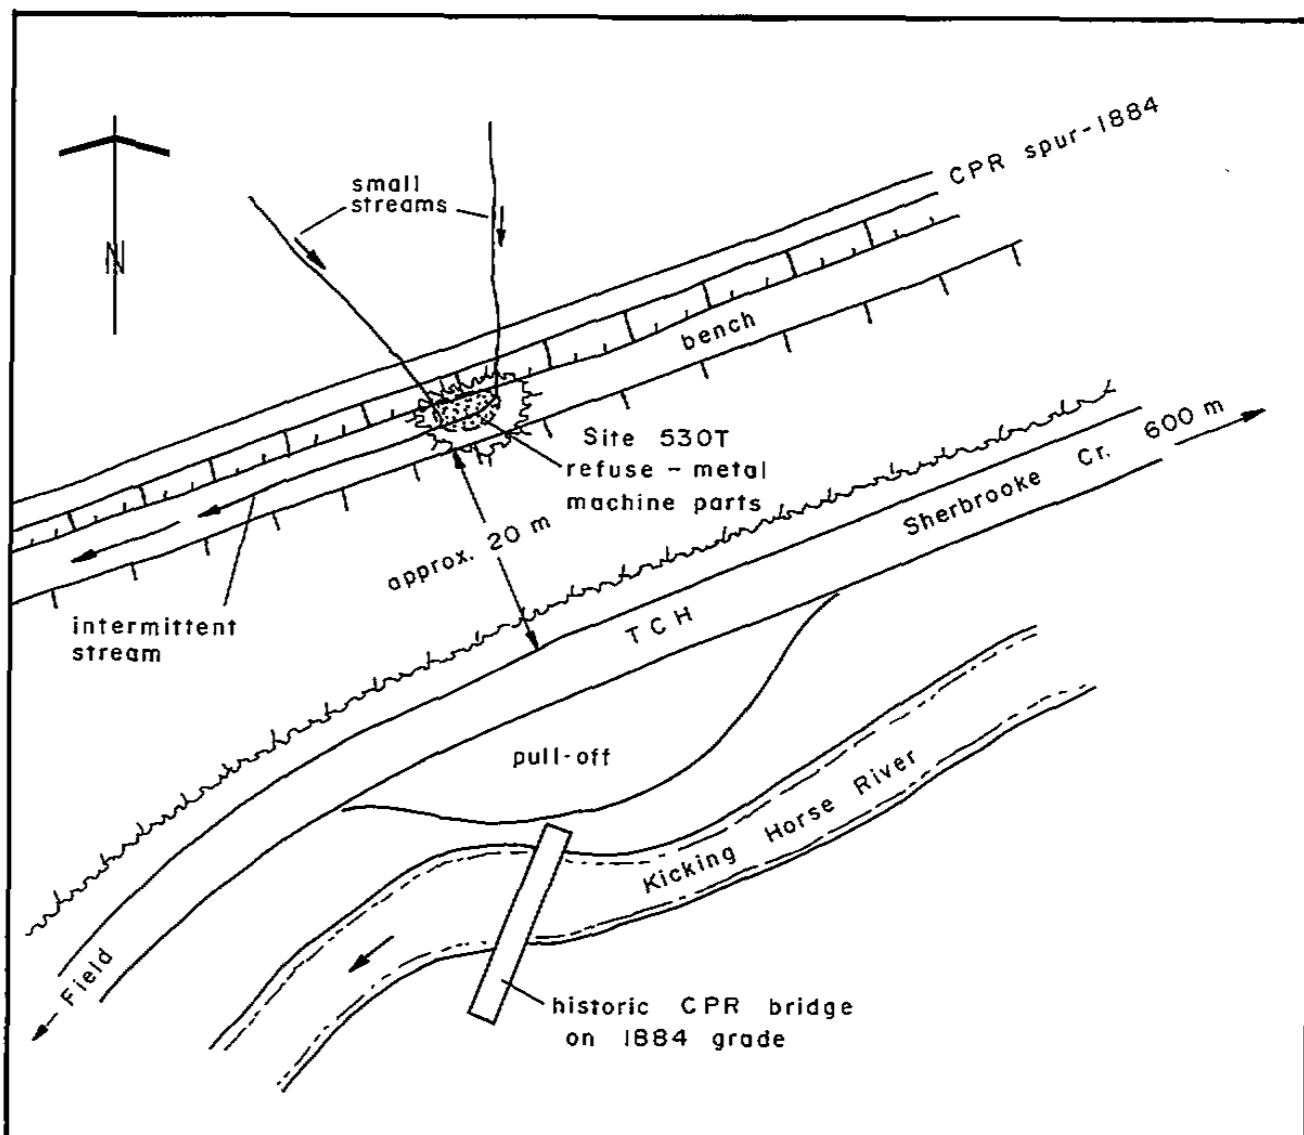 CPR spur-1884
small
streams
N
bench
Site 530T
refuse - metal
machine parts
Sherbrooke Cr. 600 m
approx. 20 m
intermittent
stream
TCH
pull-off
Kicking Horse River
Field
historic CPR bridge
on 1884 grade